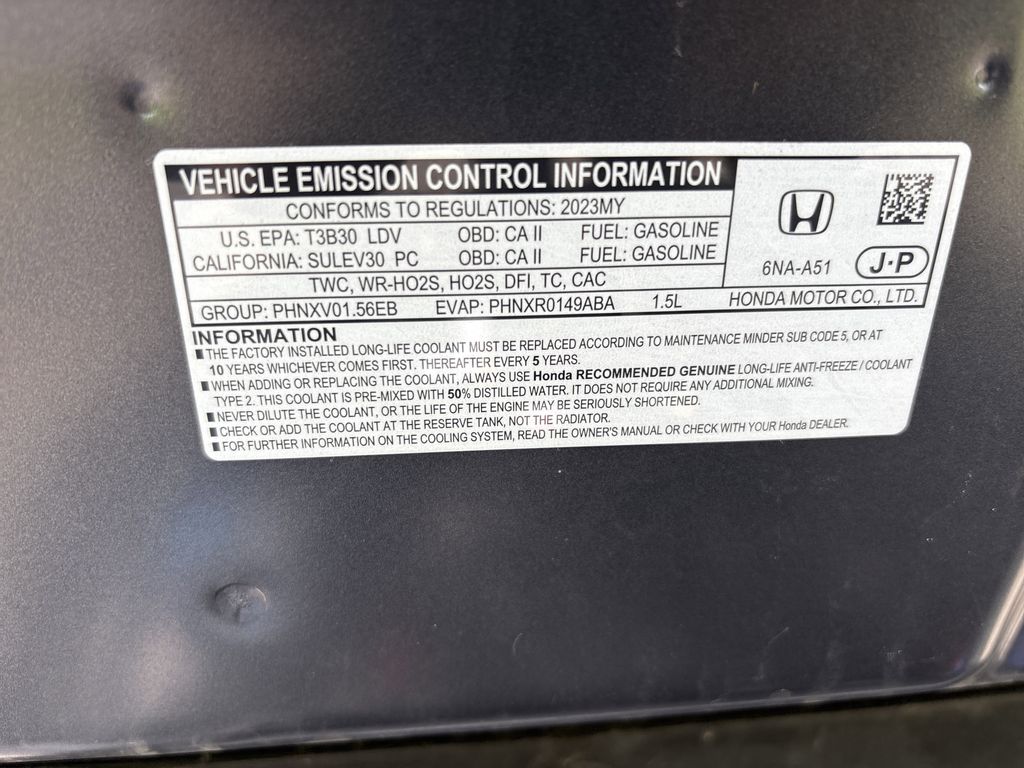 VEHICLE EMISSION CONTROL INFORMATION
CONFORMS TO REGULATIONS: 2023MY
U.S. EPA: T3B30 LDV OBD: CA II FUEL: GASOLINE
CALIFORNIA: SULEV30 PC OBD: CA II FUEL: GASOLINE
TWC, WR-HO2S, HO2S, DFI, TC, CAC
6NA-A51 J·P
GROUP: PHNXV01.56EB EVAP: PHNXR0149ABA 1.5L HONDA MOTOR CO., LTD.
INFORMATION
THE FACTORY INSTALLED LONG-LIFE COOLANT MUST BE REPLACED ACCORDING TO MAINTENANCE MINDER SUB CODE 5, OR AT
10 YEARS WHICHEVER COMES FIRST. THEREAFTER EVERY 5 YEARS.
WHEN ADDING OR REPLACING THE COOLANT, ALWAYS USE Honda RECOMMENDED GENUINE LONG-LIFE ANTI-FREEZE / COOLANT
TYPE 2. THIS COOLANT IS PRE-MIXED WITH 50% DISTILLED WATER. IT DOES NOT REQUIRE ANY ADDITIONAL MIXING.
NEVER DILUTE THE COOLANT, OR THE LIFE OF THE ENGINE MAY BE SERIOUSLY SHORTENED.
CHECK OR ADD THE COOLANT AT THE RESERVE TANK, NOT THE RADIATOR.
FOR FURTHER INFORMATION ON THE COOLING SYSTEM, READ THE OWNER'S MANUAL OR CHECK WITH YOUR Honda DEALER.